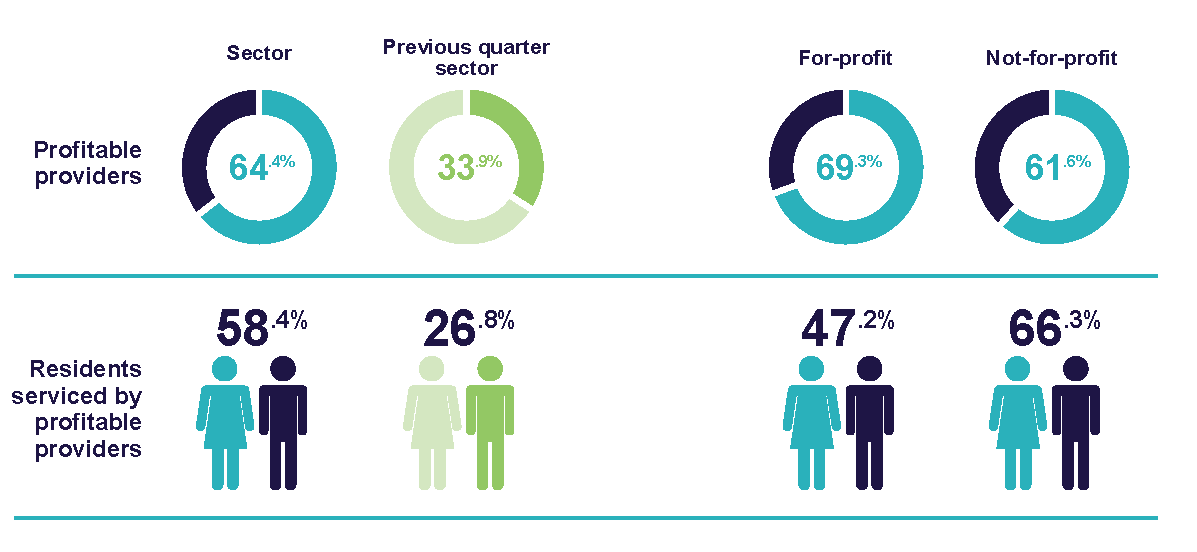 Sector
Previous quarter
sector
For-profit
Not-for-profit
Profitable
providers
64.4%
33.9%
69.3%
61.6%
58.4%
26.8%
47.2%
66.3%
Residents
serviced by
profitable
providers